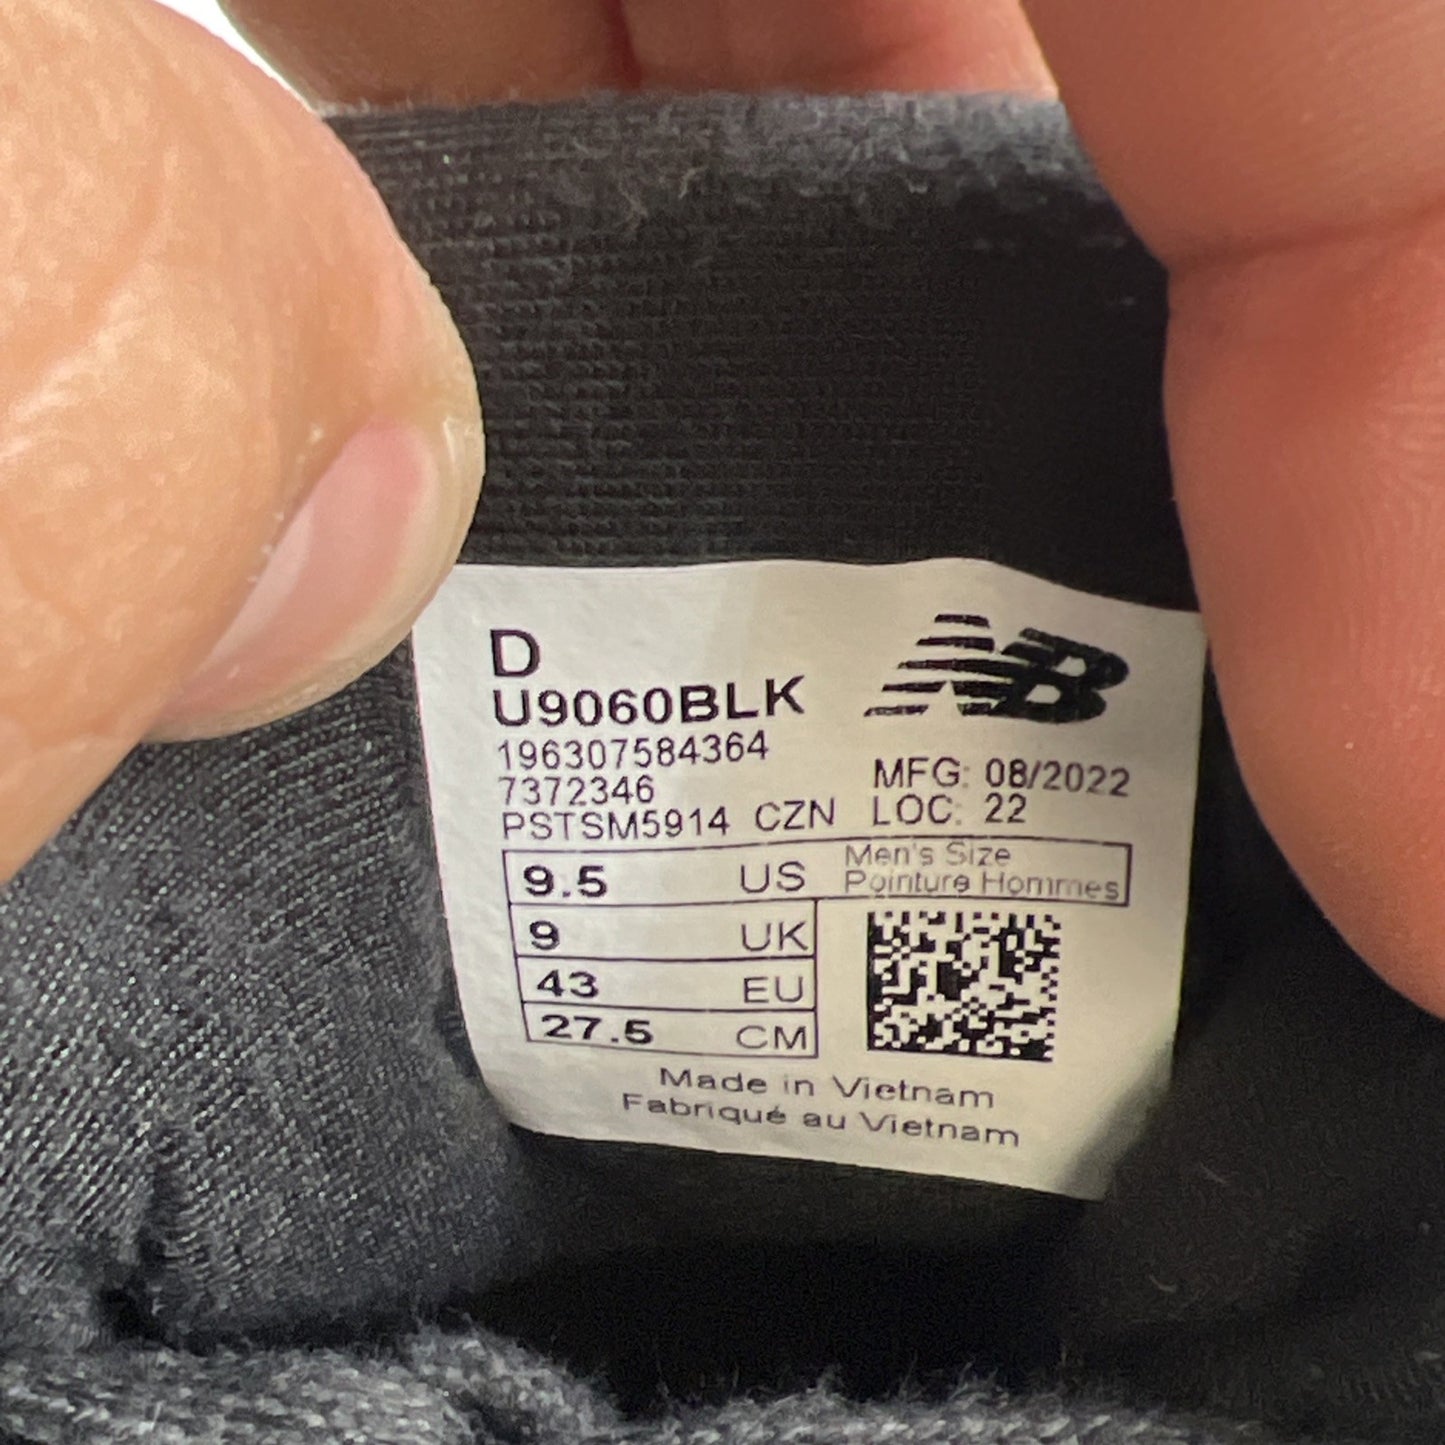 D
U9060BLK
196307584364
7372346
PSTSM5914 CZN
NB
MFG: 08/2022
LOC: 22
9.5 US Men's Size
Pointure Hommes
9 UK
43 EU
27.5 CM
Made in Vietnam
Fabriqué au Vietnam